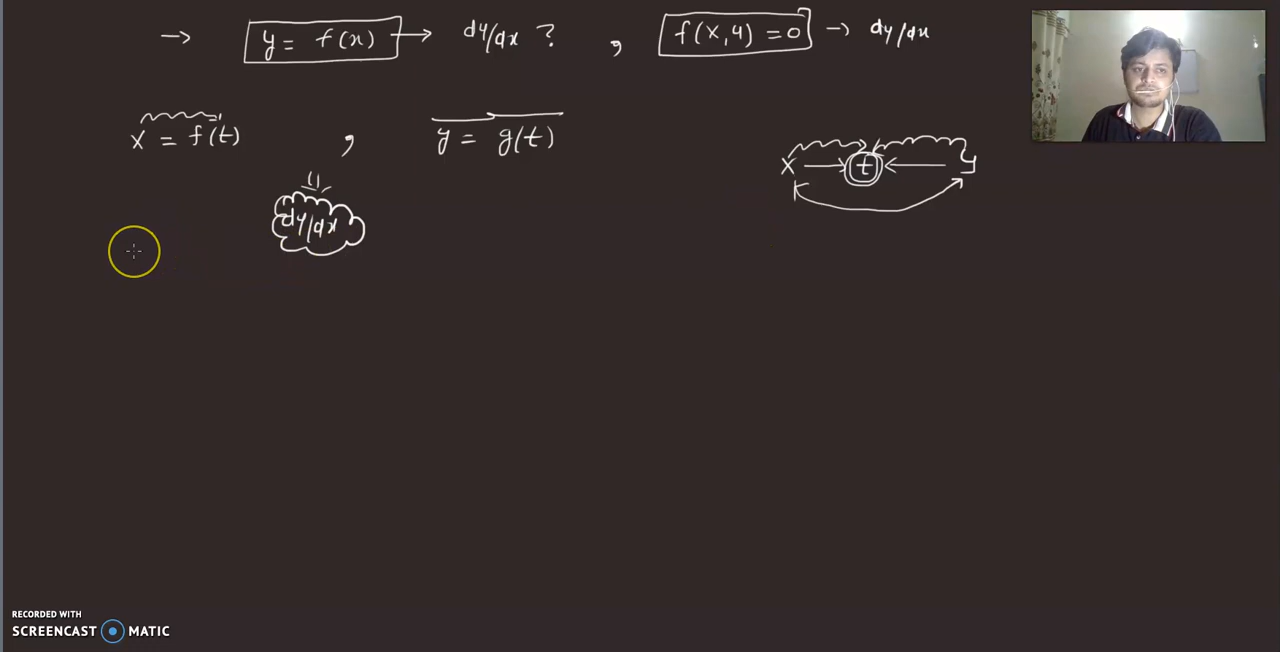 → y = f(x) → dy/dx ? , f(x,y) = 0 → dy/dx
x = f(t) , y = g(t)
x → t ← y
dy/dx
RECORDED WITH
SCREENCAST MATIC